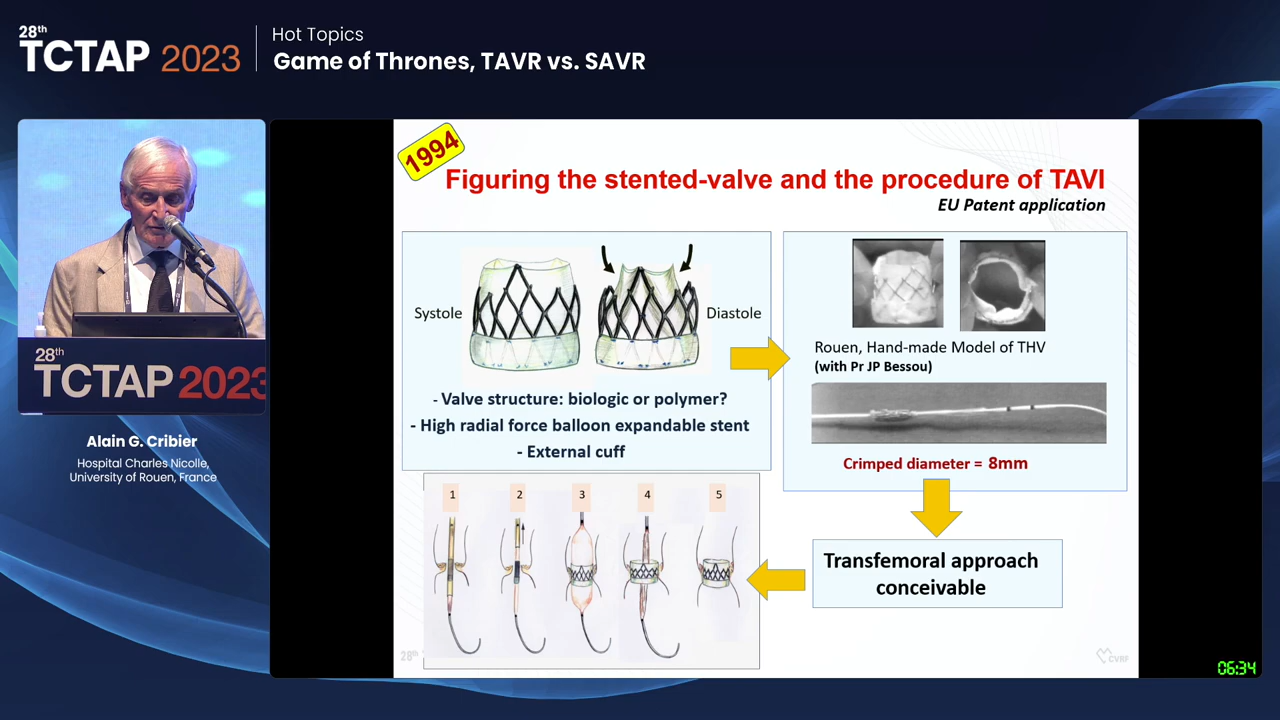 28th
TCTAP 2023
Hot Topics
Game of Thrones, TAVR vs. SAVR
28th
TCTAP 2023
Alain G. Cribier
Hospital Charles Nicolle,
University of Rouen, France
1994
Figuring the stented-valve and the procedure of TAVI
EU Patent application
Systole
Diastole
- Valve structure: biologic or polymer?
- High radial force balloon expandable stent
- External cuff
Rouen, Hand-made Model of THV
(with Pr JP Bessou)
Crimped diameter = 8mm
1 2 3 4 5
Transfemoral approach
conceivable
28th
CVRF
06:34